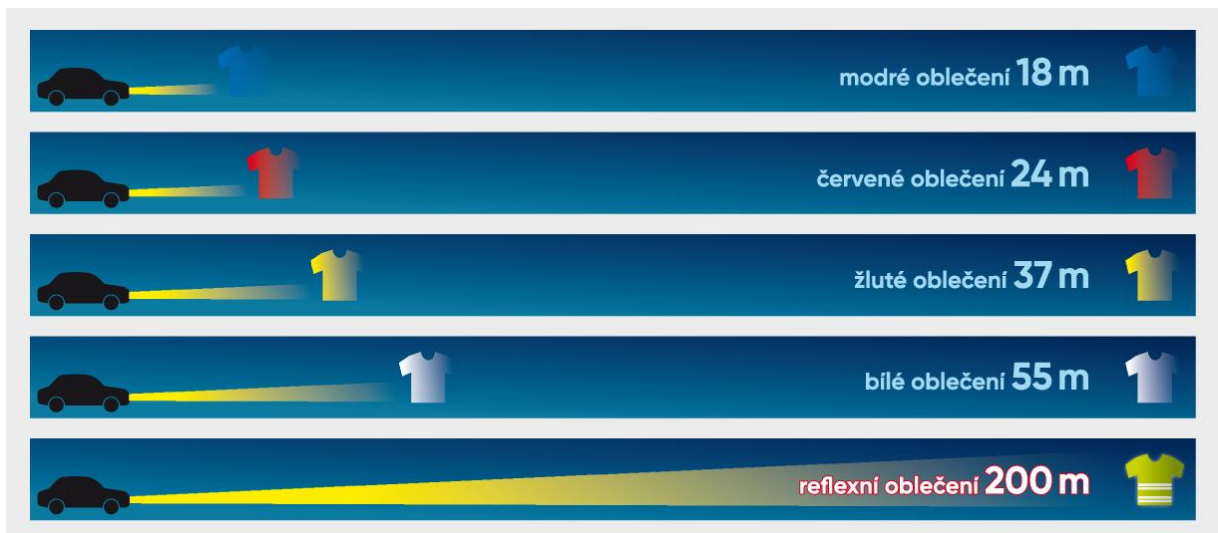 modré oblečení 18 m
červené oblečení 24 m
žluté oblečení 37 m
bílé oblečení 55 m
reflexní oblečení 200 m